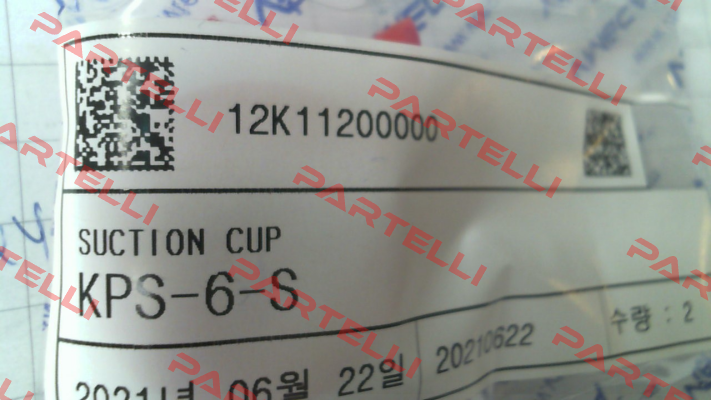 12K11200000
SUCTION CUP
KPS-6-S
2021년 06월 22일 20210622 수량 : 2
PARTELLI